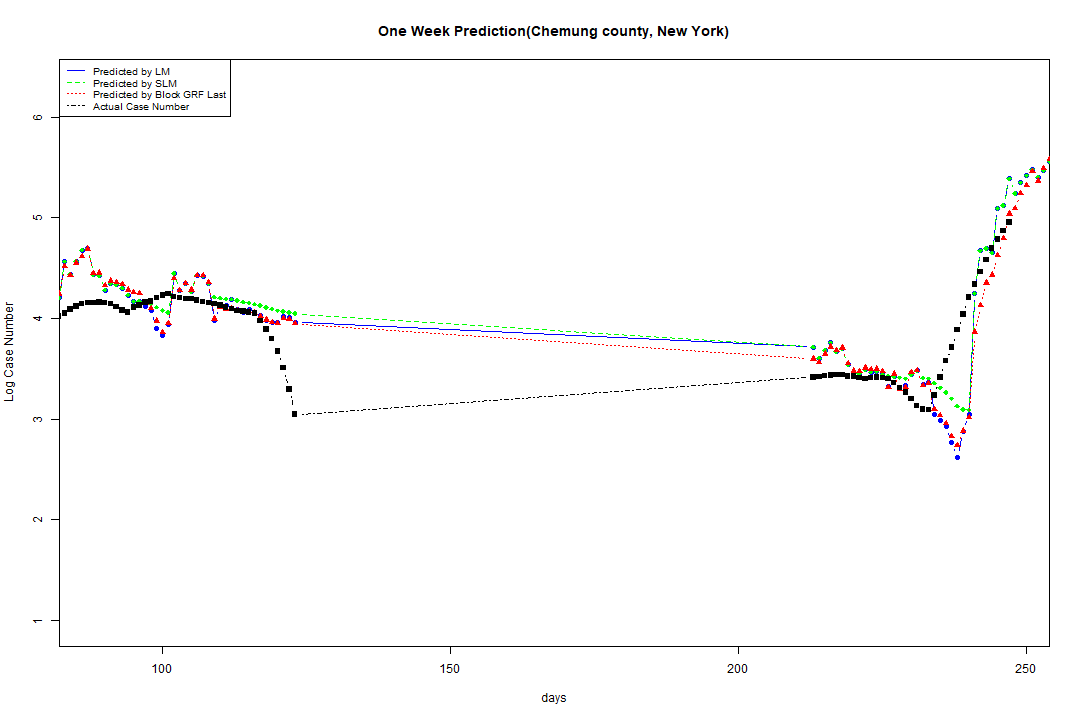 One Week Prediction(Chemung county, New York)
Predicted by LM
Predicted by SLM
Predicted by Block GRF Last
Actual Case Number
6
5
4
3
2
1
Log Case Number
100
150
200
250
days